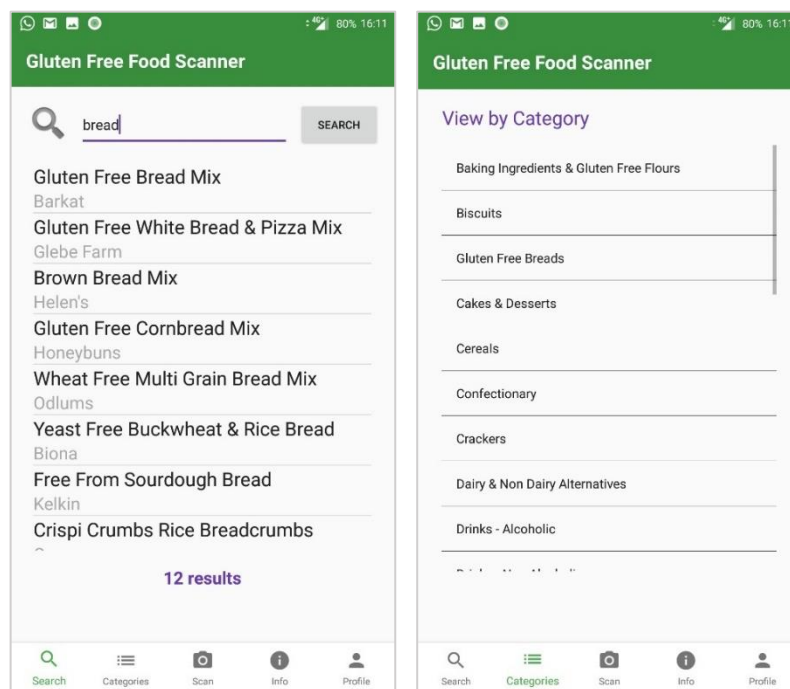 80% 16:11
Gluten Free Food Scanner
bread
SEARCH
Gluten Free Bread Mix
Barkat
Gluten Free White Bread & Pizza Mix
Glebe Farm
Brown Bread Mix
Helen's
Gluten Free Cornbread Mix
Honeybuns
Wheat Free Multi Grain Bread Mix
Odlums
Yeast Free Buckwheat & Rice Bread
Biona
Free From Sourdough Bread
Kelkin
Crispi Crumbs Rice Breadcrumbs
12 results
Search Categories Scan Info Profile
80% 16:11
Gluten Free Food Scanner
View by Category
Baking Ingredients & Gluten Free Flours
Biscuits
Gluten Free Breads
Cakes & Desserts
Cereals
Confectionary
Crackers
Dairy & Non Dairy Alternatives
Drinks - Alcoholic
Search Categories Scan Info Profile